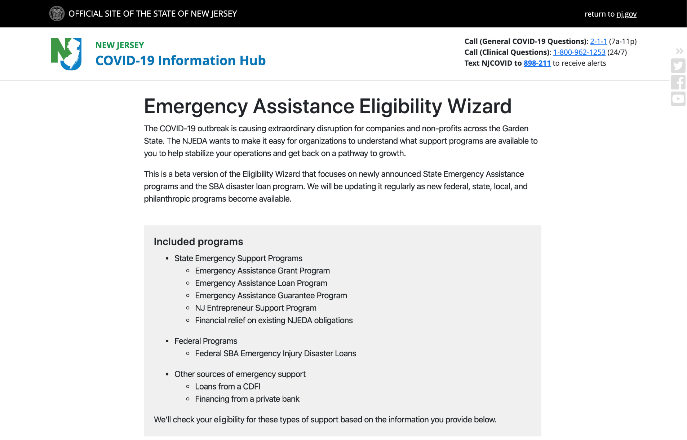 OFFICIAL SITE OF THE STATE OF NEW JERSEY
return to nj.gov
NJ
NEW JERSEY
COVID-19 Information Hub
Call (General COVID-19 Questions): 2-1-1 (7a-11p)
Call (Clinical Questions): 1-800-962-1253 (24/7)
Text NJCOVID to 898-211 to receive alerts
Emergency Assistance Eligibility Wizard
The COVID-19 outbreak is causing extraordinary disruption for companies and non-profits across the Garden
State. The NJEDA wants to make it easy for organizations to understand what support programs are available to
you to help stabilize your operations and get back on a pathway to growth.
This is a beta version of the Eligibility Wizard that focuses on newly announced State Emergency Assistance
programs and the SBA disaster loan program. We will be updating it regularly as new federal, state, local, and
philanthropic programs become available.
Included programs
• State Emergency Support Programs
◦ Emergency Assistance Grant Program
◦ Emergency Assistance Loan Program
◦ Emergency Assistance Guarantee Program
◦ NJ Entrepreneur Support Program
◦ Financial relief on existing NJEDA obligations
• Federal Programs
◦ Federal SBA Emergency Injury Disaster Loans
• Other sources of emergency support
◦ Loans from a CDFI
◦ Financing from a private bank
We'll check your eligibility for these types of support based on the information you provide below.